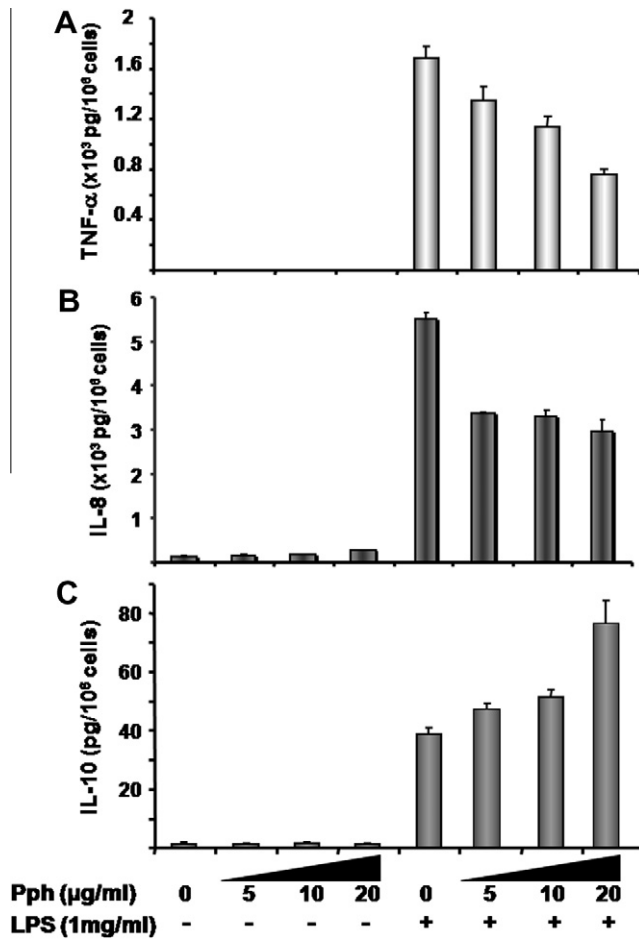 A
TNF-α (x10³ pg/10⁶ cells)
2
1.6
1.2
0.8
0.4
B
IL-8 (x10³ pg/10⁶ cells)
6
5
4
3
2
1
C
IL-10 (pg/10⁶ cells)
80
60
40
20
Pph (µg/ml) 0 5 10 20 0 5 10 20
LPS (1mg/ml) - - - - + + + +